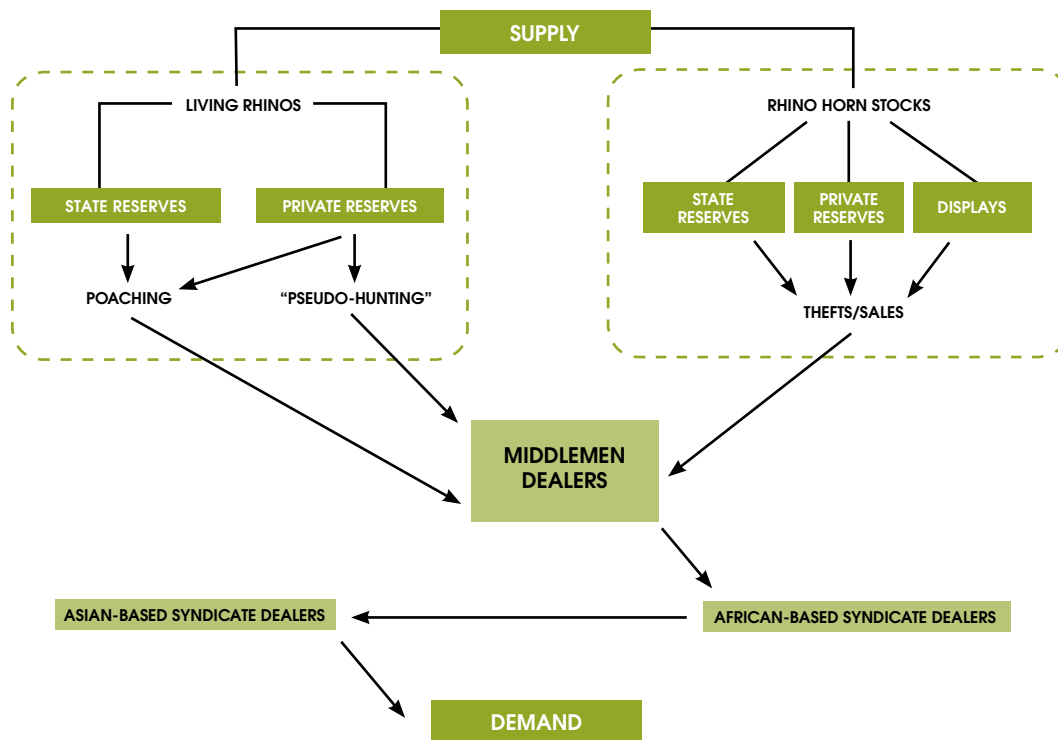 SUPPLY
LIVING RHINOS
RHINO HORN STOCKS
STATE RESERVES
PRIVATE RESERVES
STATE
RESERVES
PRIVATE
RESERVES
DISPLAYS
POACHING
“PSEUDO-HUNTING”
THEFTS/SALES
MIDDLEMEN
DEALERS
ASIAN-BASED SYNDICATE DEALERS
AFRICAN-BASED SYNDICATE DEALERS
DEMAND